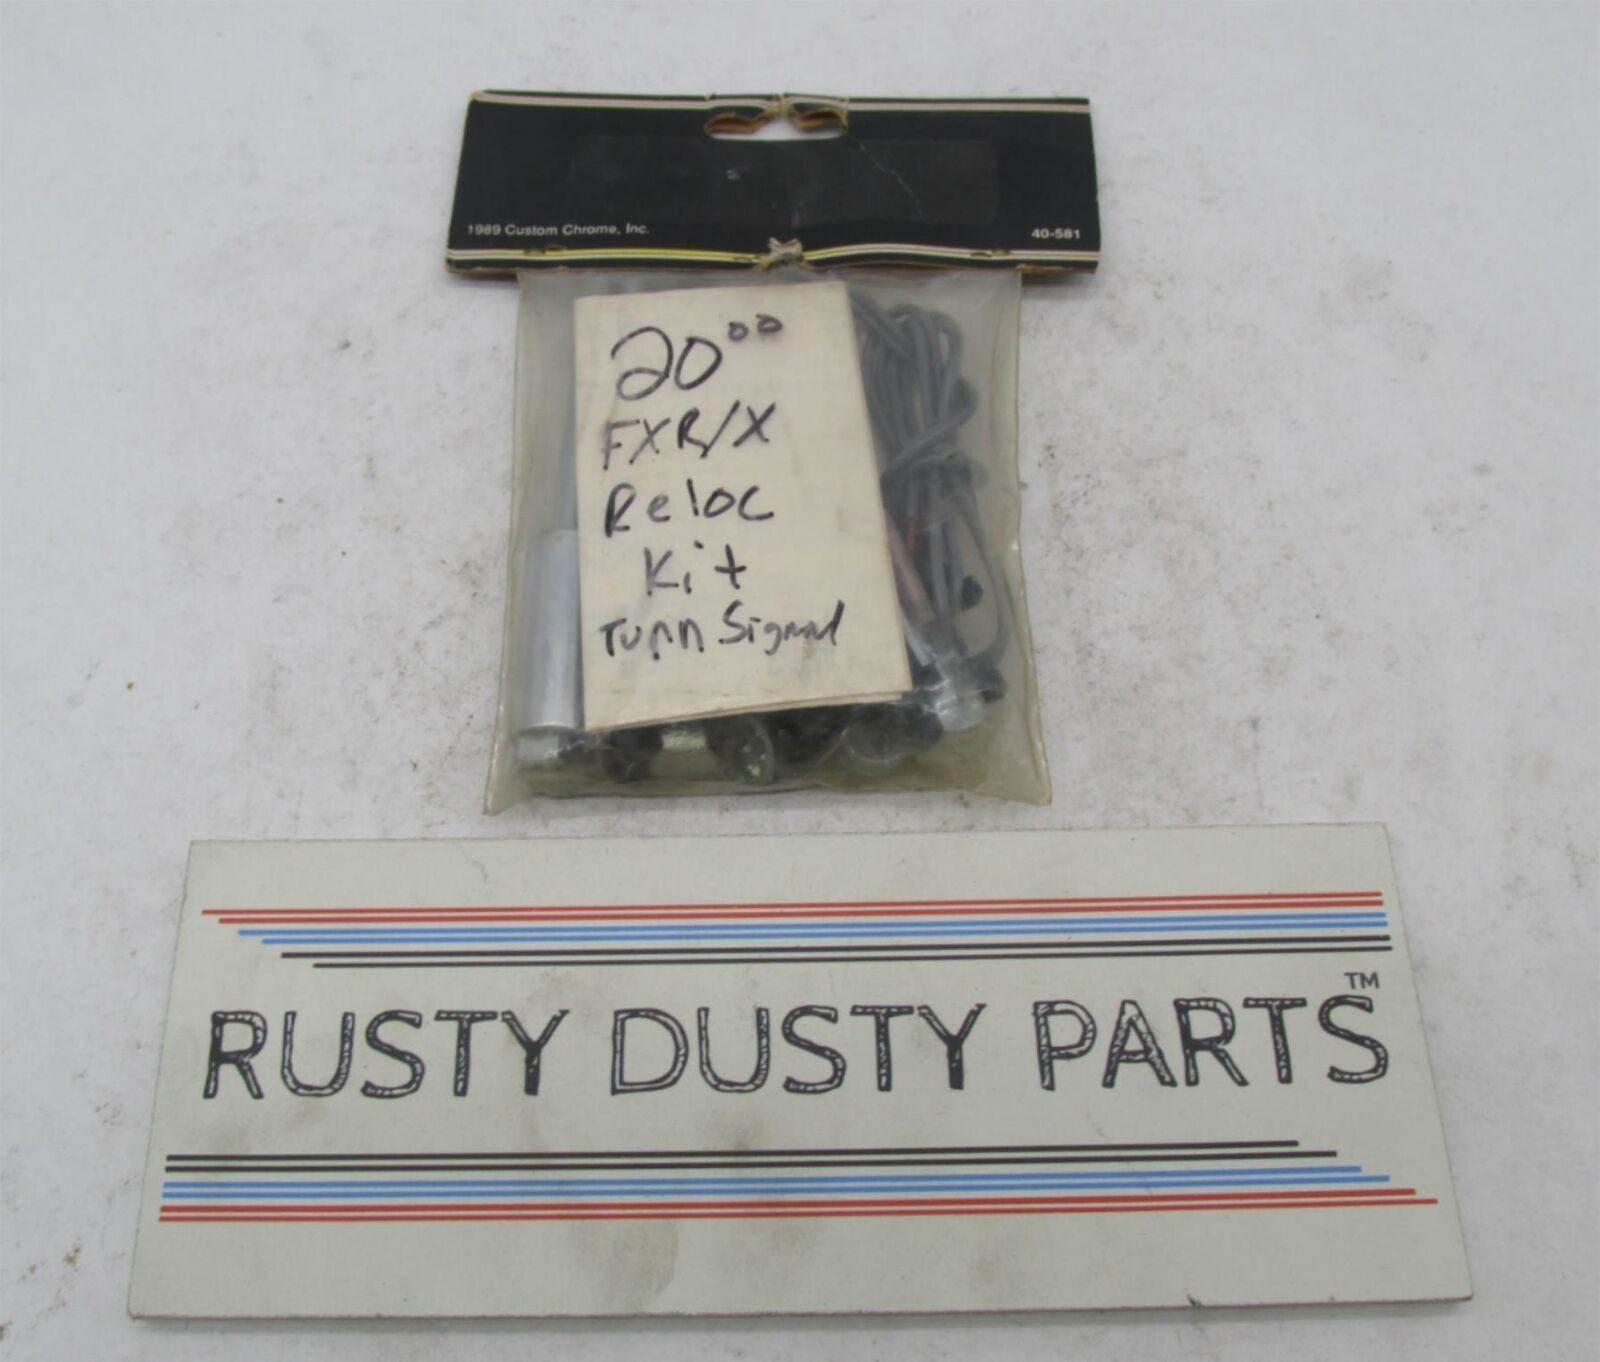 1989 Custom Chrome, Inc. 40-581
20⁰⁰
FXR/X
Reloc
Kit
Turn Signal
RUSTY DUSTY PARTS™